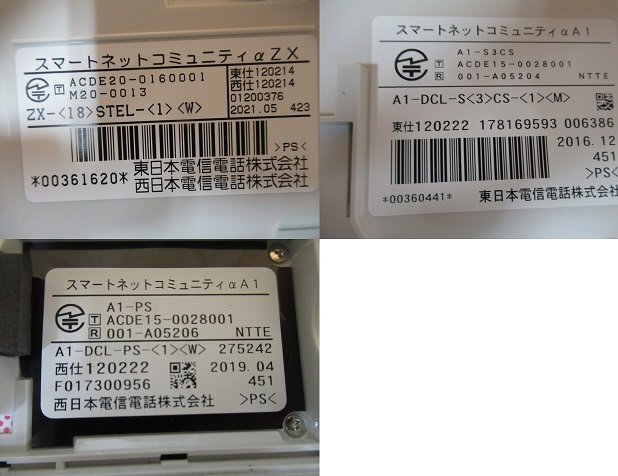 スマートネットコミュニティαZX
T ACDE20-0160001
M20-0013
ZX-<18>STEL-<1><W>
東仕120214
西仕120214
01200376
2021.05 423
>PS<
*00361620*
東日本電信電話株式会社
西日本電信電話株式会社
スマートネットコミュニティαA1
A1-S3CS
T ACDE15-0028001
R 001-A05204 NTTE
A1-DCL-S<3>CS-<1><M>
東仕120222 178169593 006386
2016.12
451
>PS<
*00360441* 東日本電信電話株式会社
スマートネットコミュニティαA1
A1-PS
T ACDE15-0028001
R 001-A05206 NTTE
A1-DCL-PS-<1><W> 275242
西仕120222 2019.04
F017300956 451
西日本電信電話株式会社 >PS<